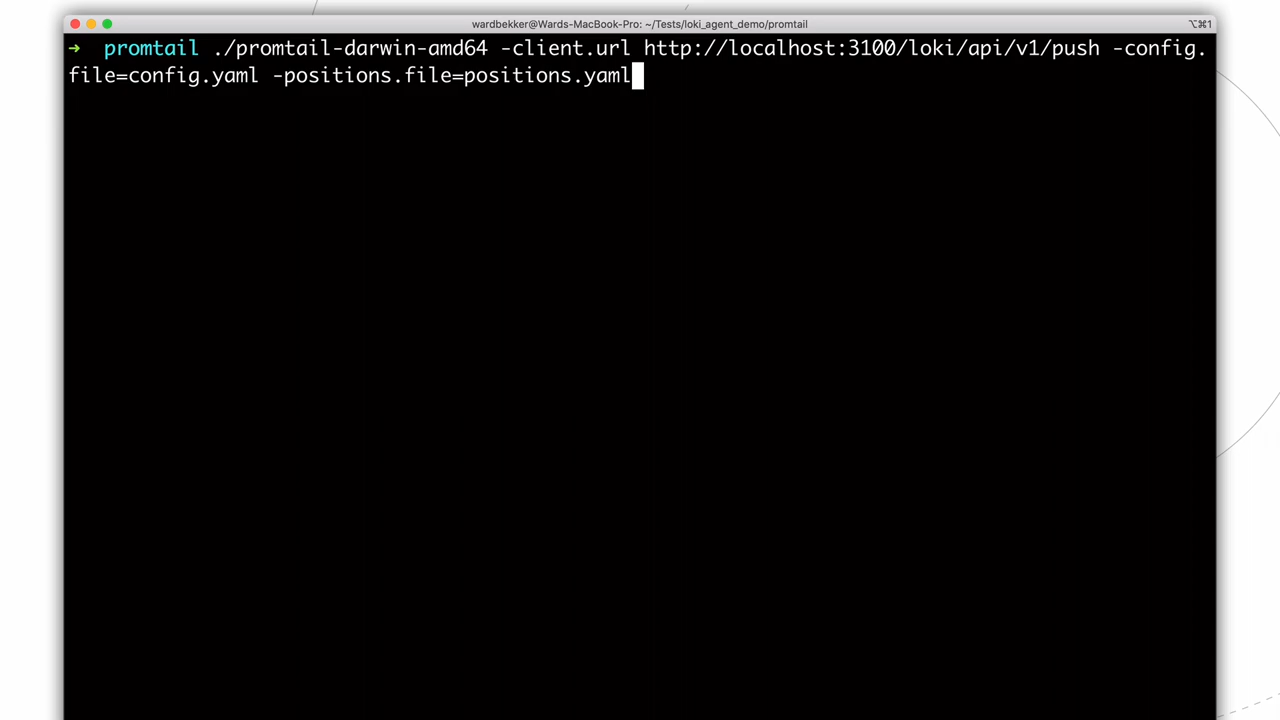 wardbekker@Wards-MacBook-Pro: ~/Tests/loki_agent_demo/promtail
⌥⌘1
➜ promtail ./promtail-darwin-amd64 -client.url http://localhost:3100/loki/api/v1/push -config.
file=config.yaml -positions.file=positions.yaml